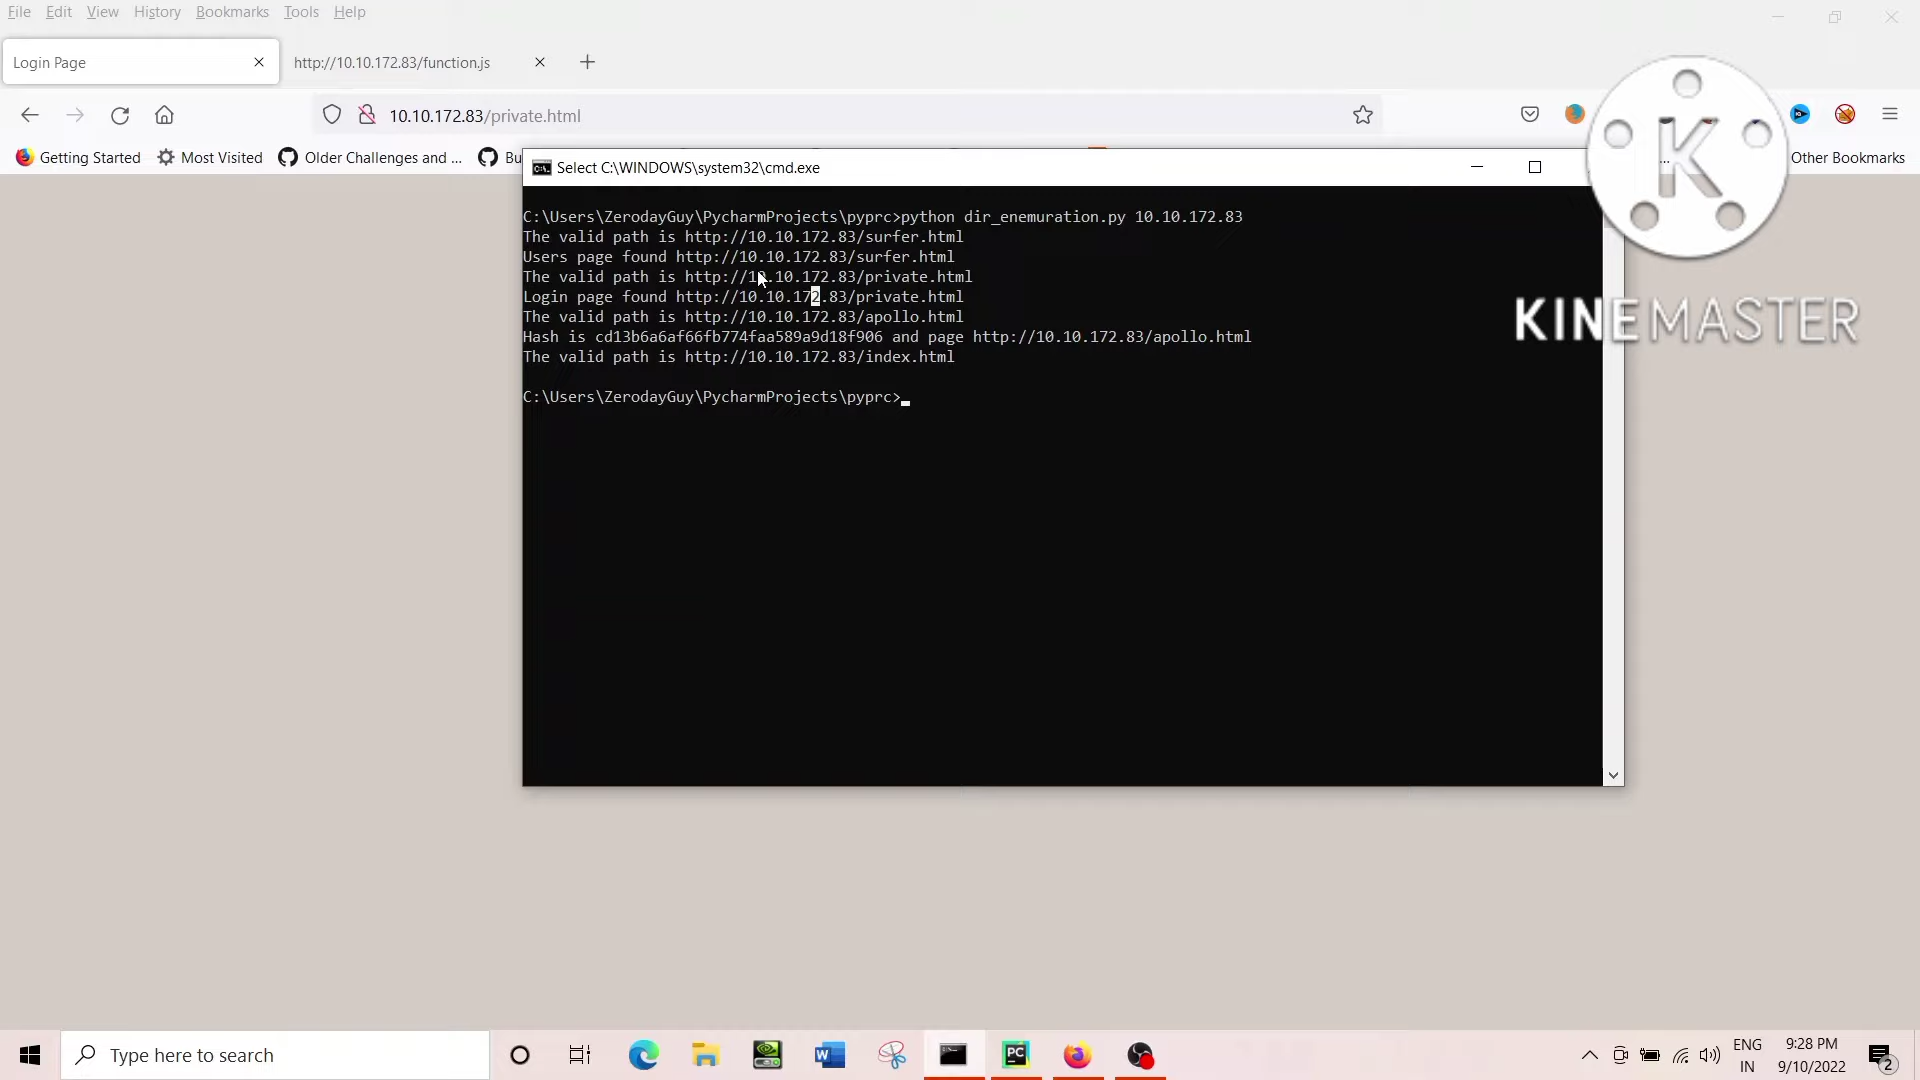 File Edit View History Bookmarks Tools Help
Login Page
http://10.10.172.83/function.js
10.10.172.83/private.html
Getting Started
Most Visited
Older Challenges and ...
Bu
...
Other Bookmarks
Select C:\WINDOWS\system32\cmd.exe
C:\Users\ZerodayGuy\PycharmProjects\pyprc>python dir_enemuration.py 10.10.172.83
The valid path is http://10.10.172.83/surfer.html
Users page found http://10.10.172.83/surfer.html
The valid path is http://10.10.172.83/private.html
Login page found http://10.10.172.83/private.html
The valid path is http://10.10.172.83/apollo.html
Hash is cd13b6a6af66fb774faa589a9d18f906 and page http://10.10.172.83/apollo.html
The valid path is http://10.10.172.83/index.html
C:\Users\ZerodayGuy\PycharmProjects\pyprc>
K
KINEMASTER
Type here to search
PC
ENG
IN
9:28 PM
9/10/2022
2